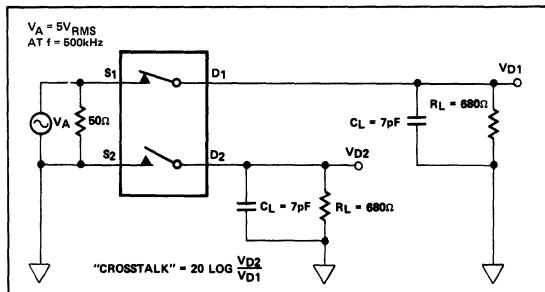 VA = 5VRMS
AT f = 500kHz
S1
D1
VD1
VA
50Ω
CL = 7pF
RL = 680Ω
S2
D2
VD2
CL = 7pF
RL = 680Ω
"CROSSTALK" = 20 LOG VD2
VD1